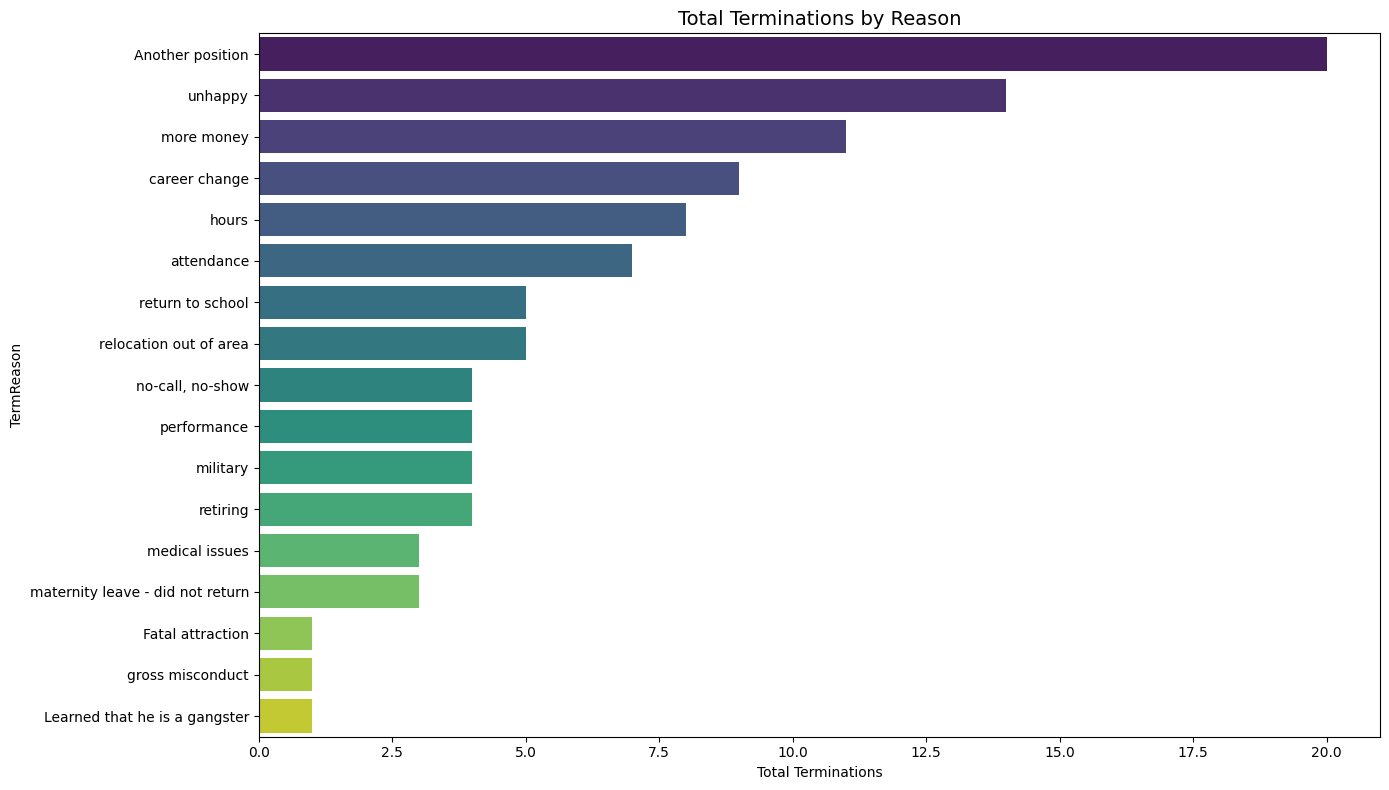 Total Terminations by Reason
Another position
unhappy
more money
career change
hours
attendance
return to school
relocation out of area
no-call, no-show
performance
military
retiring
medical issues
maternity leave - did not return
Fatal attraction
gross misconduct
Learned that he is a gangster
TermReason
0.0 2.5 5.0 7.5 10.0 12.5 15.0 17.5 20.0
Total Terminations